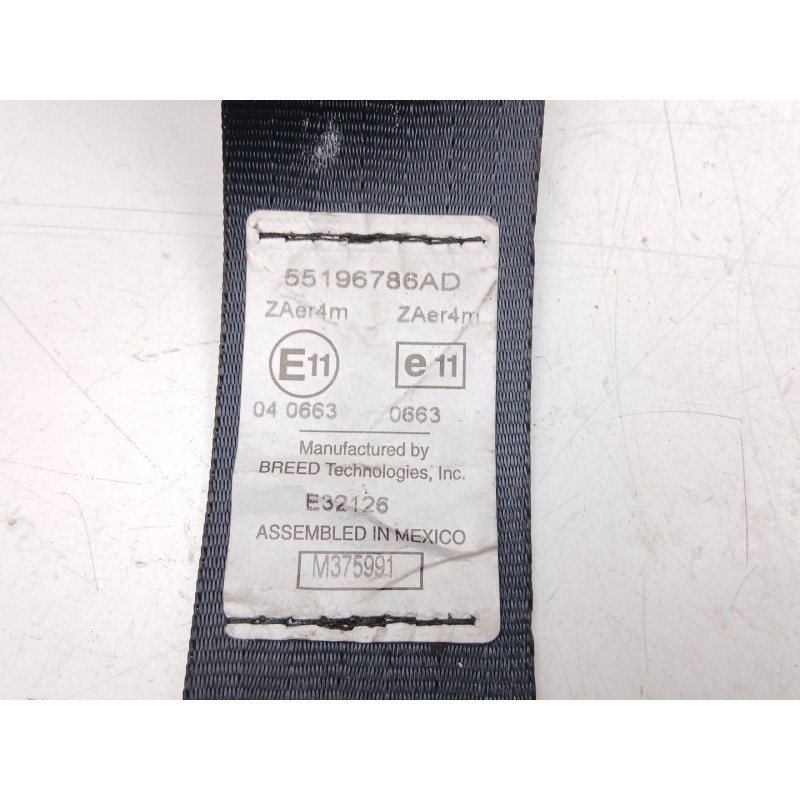 55196786AD
ZAer4m ZAer4m
E11 e11
04 0663 0663
Manufactured by
BREED Technologies, Inc.
E32126
ASSEMBLED IN MEXICO
M375991